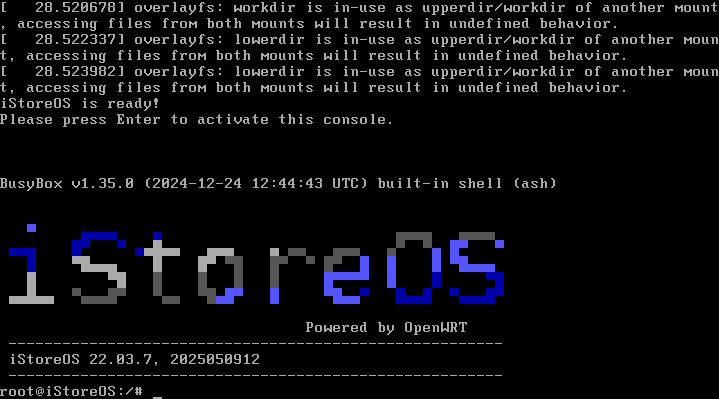 [   28.520678] overlayfs: workdir is in-use as upperdir/workdir of another mount
, accessing files from both mounts will result in undefined behavior.
[   28.522337] overlayfs: lowerdir is in-use as upperdir/workdir of another moun
t, accessing files from both mounts will result in undefined behavior.
[   28.523982] overlayfs: lowerdir is in-use as upperdir/workdir of another moun
t, accessing files from both mounts will result in undefined behavior.
iStoreOS is ready!
Please press Enter to activate this console.
BusyBox v1.35.0 (2024-12-24 12:44:43 UTC) built-in shell (ash)
iStoreOS
Powered by OpenWRT
-------------------------------------------------------
iStoreOS 22.03.7, 2025050912
-------------------------------------------------------
root@iStoreOS:/# _